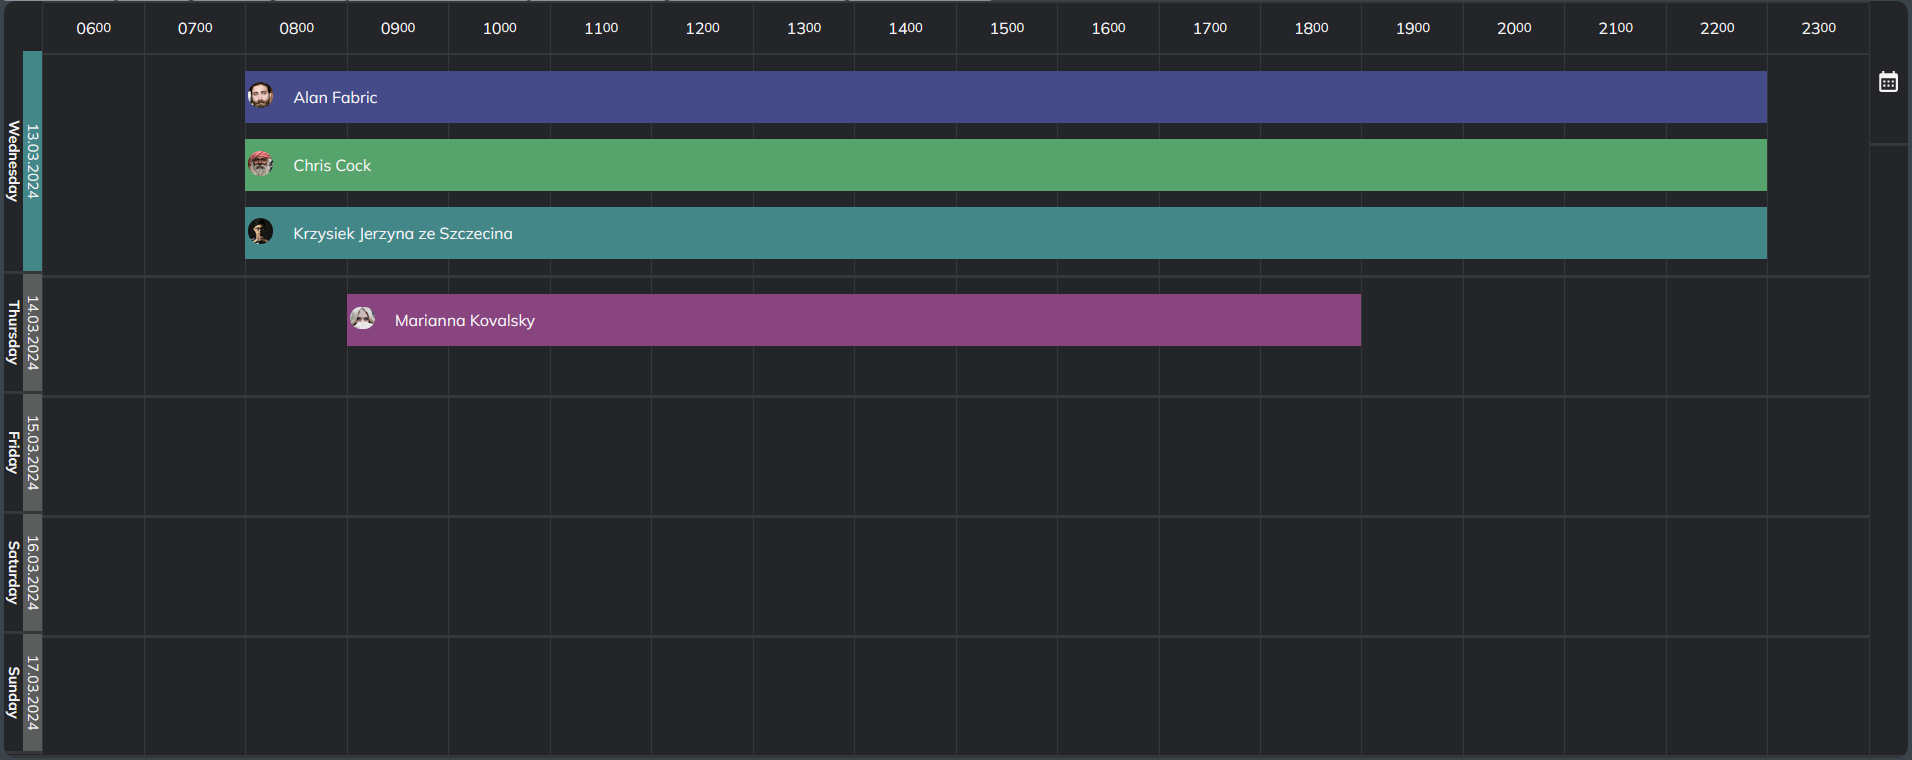 0600 0700 0800 0900 1000 1100 1200 1300 1400 1500 1600 1700 1800 1900 2000 2100 2200 2300
Wednesday
13.03.2024
Alan Fabric
Chris Cock
Krzysiek Jerzyna ze Szczecina
Thursday
14.03.2024
Marianna Kovalsky
Friday
15.03.2024
Saturday
16.03.2024
Sunday
17.03.2024